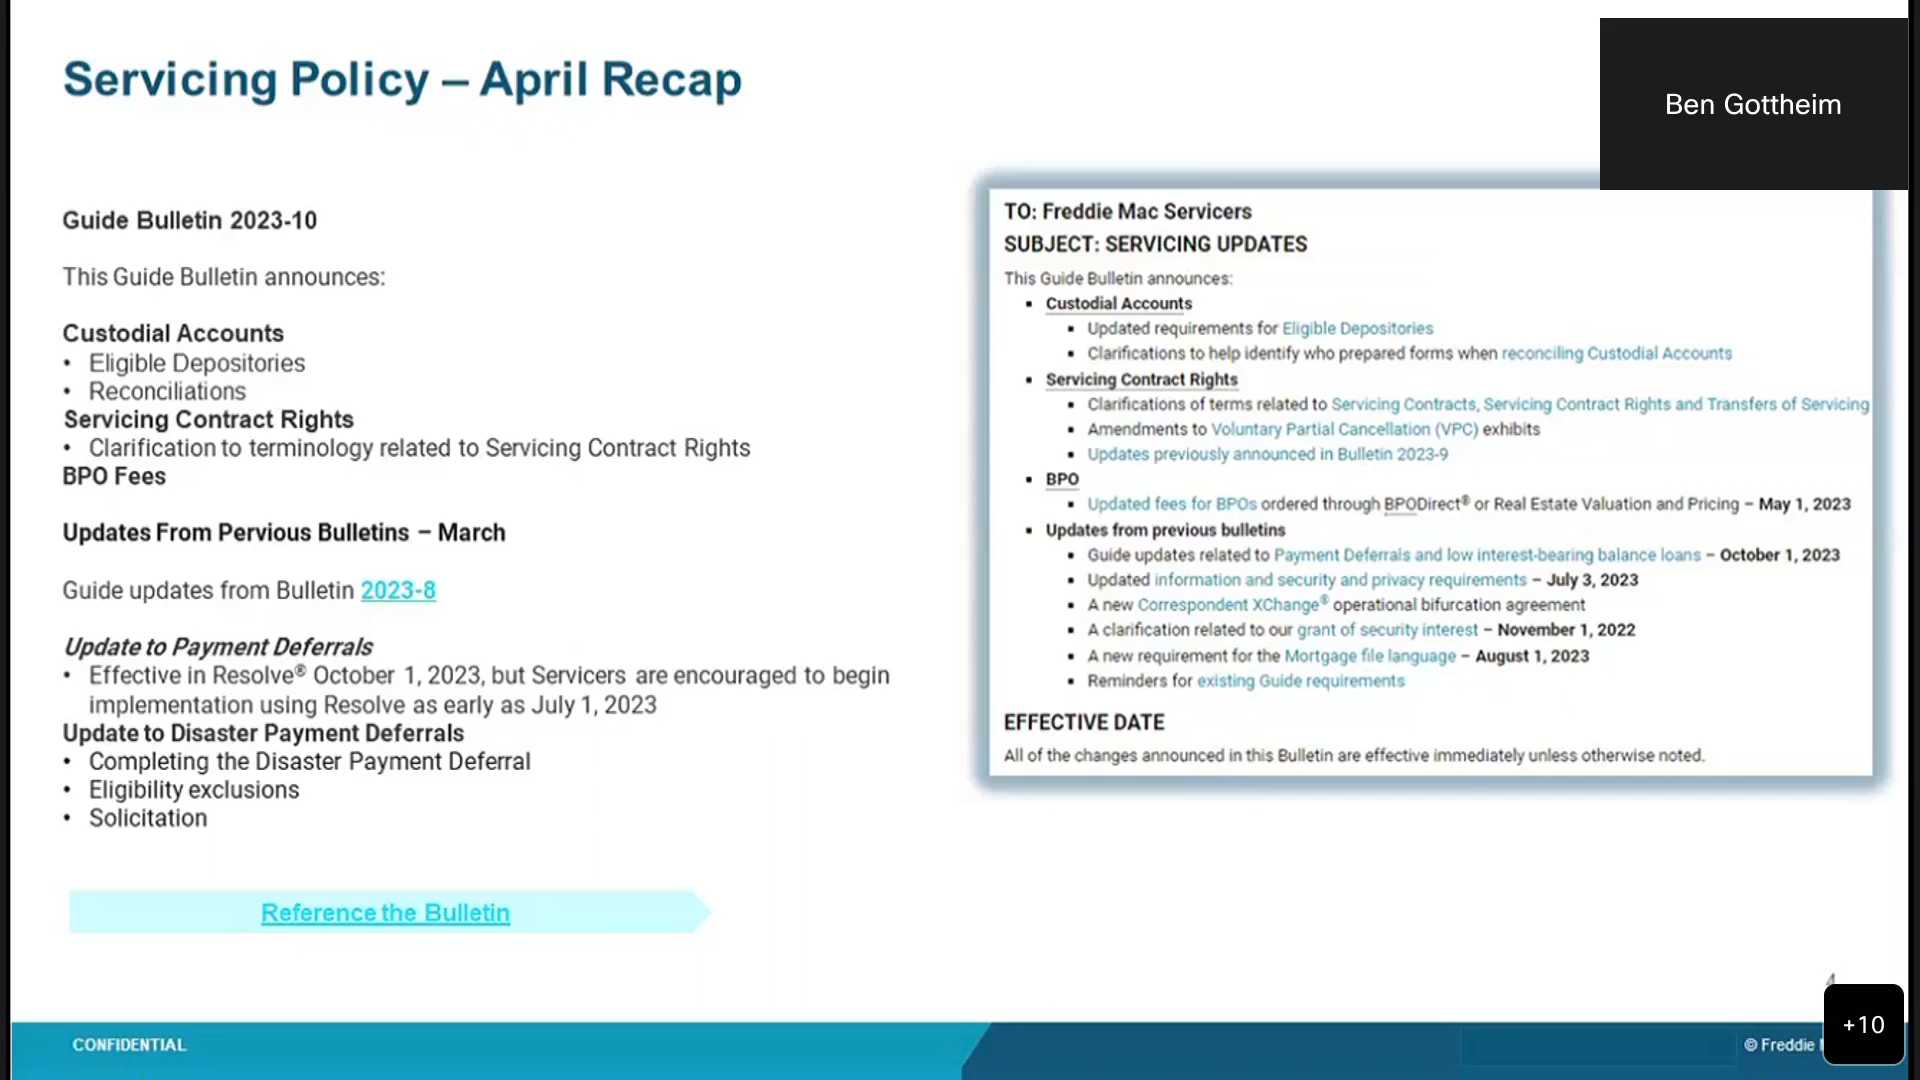 Servicing Policy – April Recap
Ben Gottheim
Guide Bulletin 2023-10
This Guide Bulletin announces:
Custodial Accounts
• Eligible Depositories
• Reconciliations
Servicing Contract Rights
• Clarification to terminology related to Servicing Contract Rights
BPO Fees
Updates From Pervious Bulletins – March
Guide updates from Bulletin 2023-8
Update to Payment Deferrals
• Effective in Resolve® October 1, 2023, but Servicers are encouraged to begin
implementation using Resolve as early as July 1, 2023
Update to Disaster Payment Deferrals
• Completing the Disaster Payment Deferral
• Eligibility exclusions
• Solicitation
Reference the Bulletin
TO: Freddie Mac Servicers
SUBJECT: SERVICING UPDATES
This Guide Bulletin announces:
▪ Custodial Accounts
▪ Updated requirements for Eligible Depositories
▪ Clarifications to help identify who prepared forms when reconciling Custodial Accounts
▪ Servicing Contract Rights
▪ Clarifications of terms related to Servicing Contracts, Servicing Contract Rights and Transfers of Servicing
▪ Amendments to Voluntary Partial Cancellation (VPC) exhibits
▪ Updates previously announced in Bulletin 2023-9
▪ BPO
▪ Updated fees for BPOs ordered through BPODirect® or Real Estate Valuation and Pricing – May 1, 2023
▪ Updates from previous bulletins
▪ Guide updates related to Payment Deferrals and low interest-bearing balance loans – October 1, 2023
▪ Updated information and security and privacy requirements – July 3, 2023
▪ A new Correspondent XChange® operational bifurcation agreement
▪ A clarification related to our grant of security interest – November 1, 2022
▪ A new requirement for the Mortgage file language – August 1, 2023
▪ Reminders for existing Guide requirements
EFFECTIVE DATE
All of the changes announced in this Bulletin are effective immediately unless otherwise noted.
4
CONFIDENTIAL
© Freddie
+10